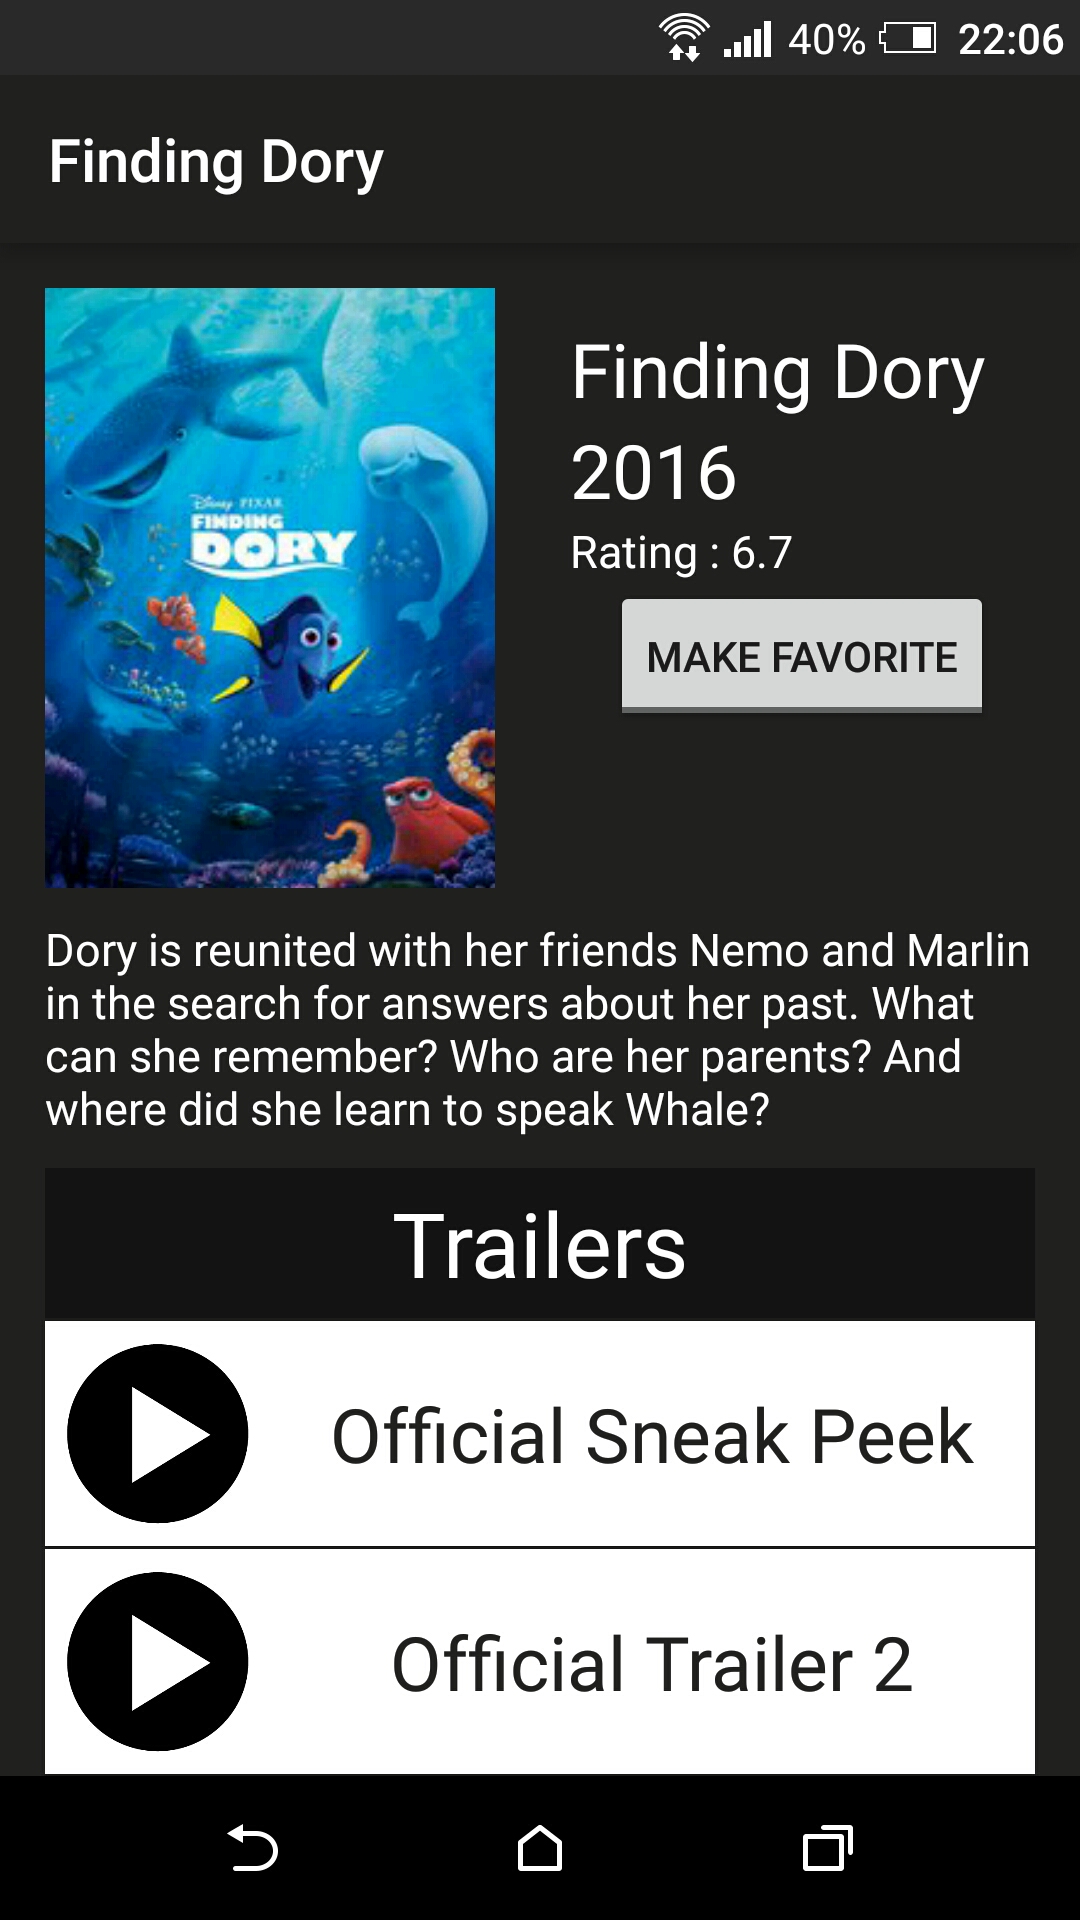 40% 22:06
Finding Dory
Disney PIXAR
FINDING
DORY
Finding Dory
2016
Rating : 6.7
MAKE FAVORITE
Dory is reunited with her friends Nemo and Marlin
in the search for answers about her past. What
can she remember? Who are her parents? And
where did she learn to speak Whale?
Trailers
Official Sneak Peek
Official Trailer 2